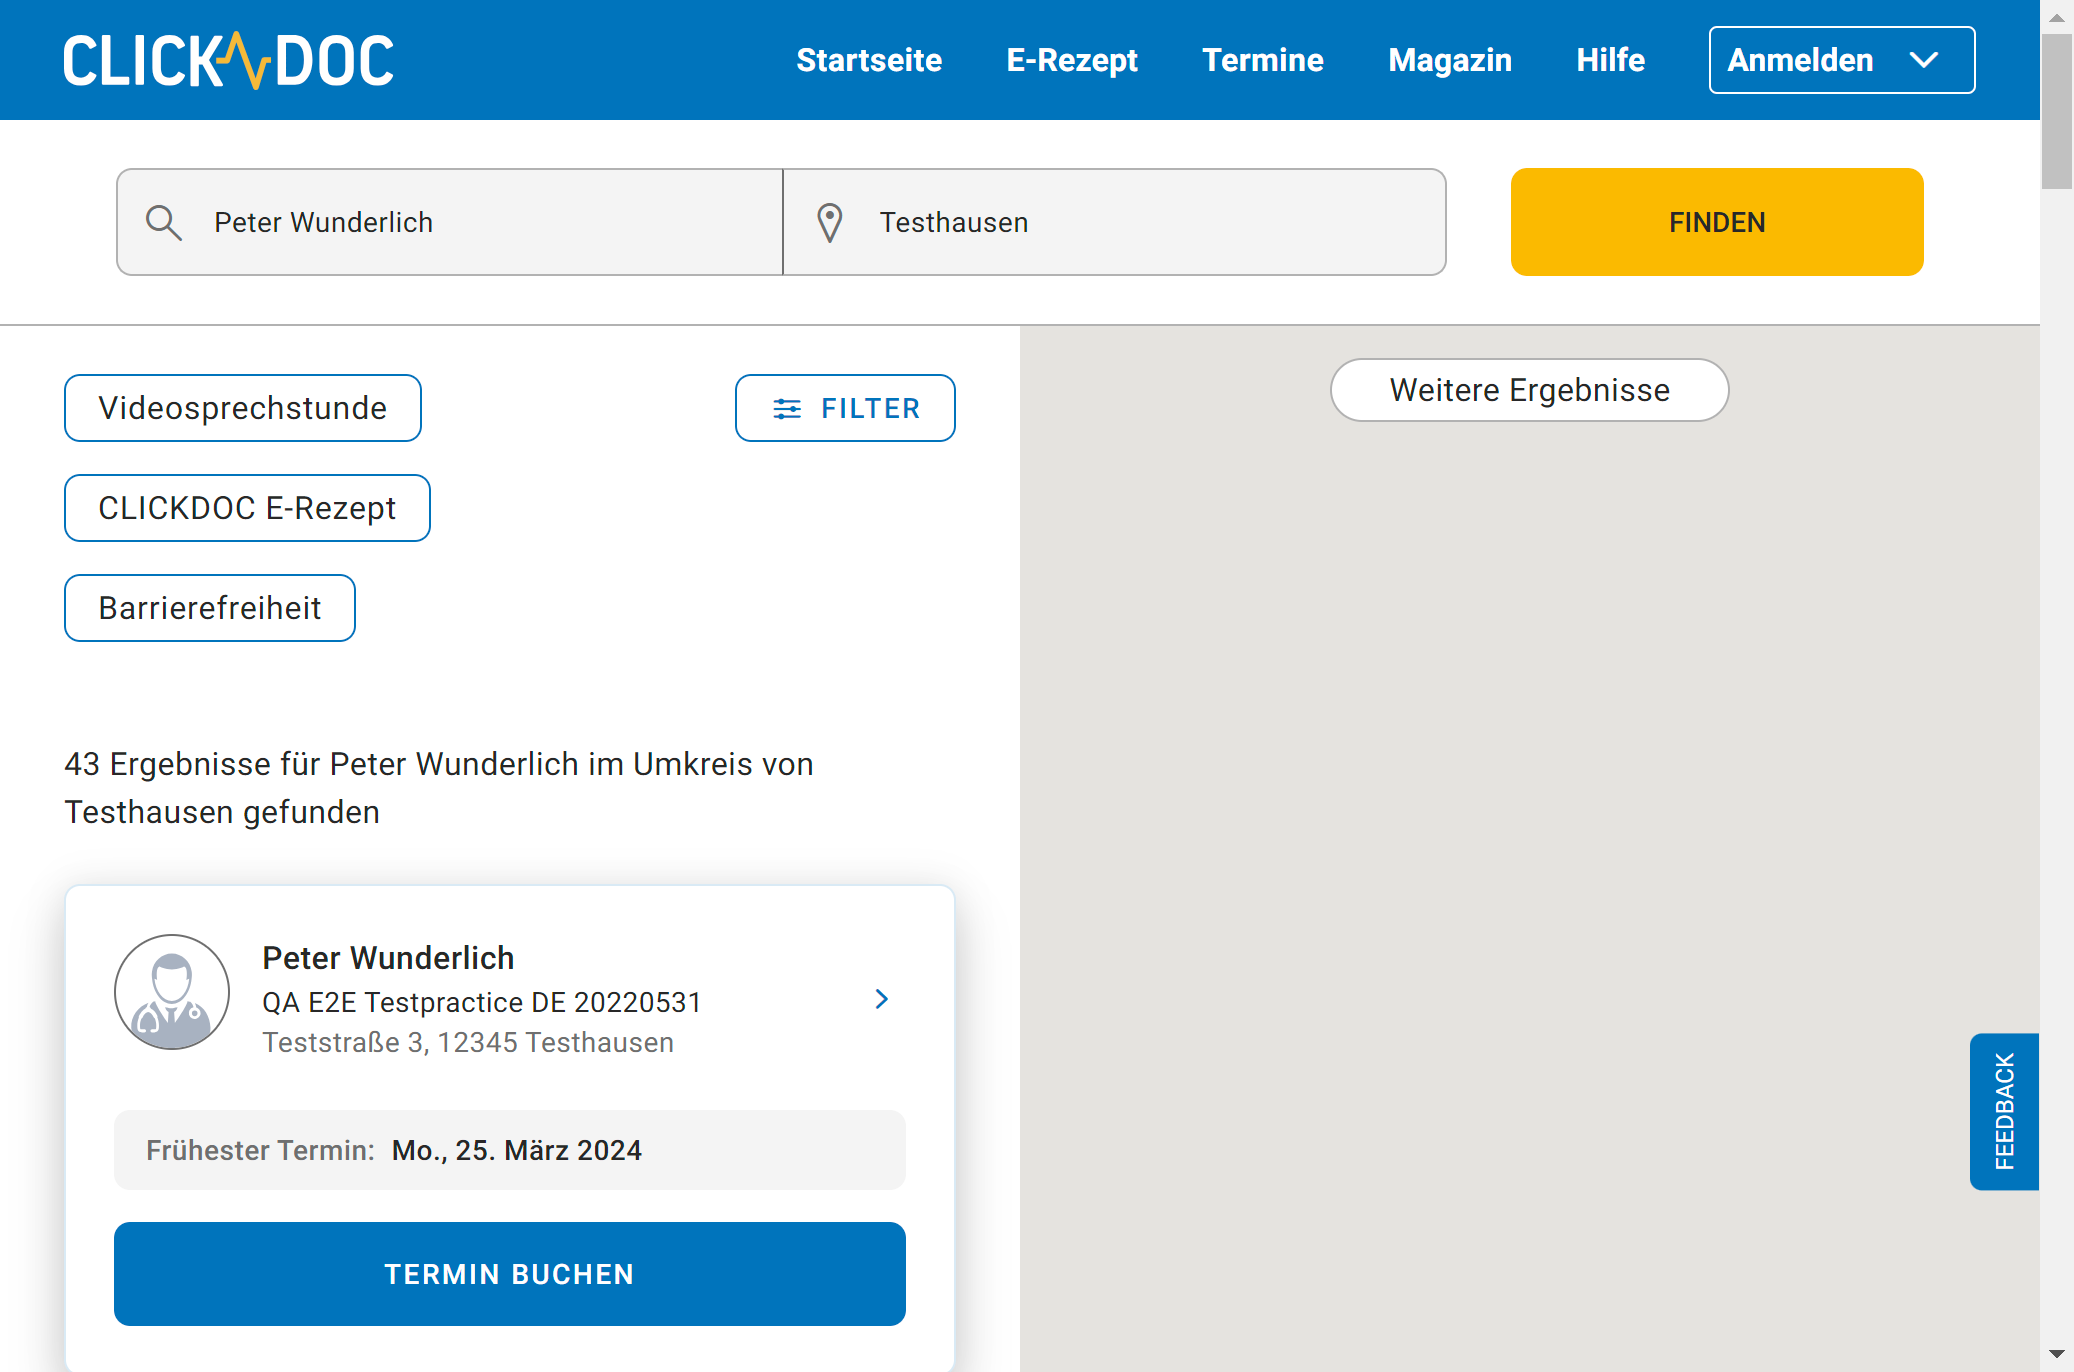 CLICKDOC
Startseite
E-Rezept
Termine
Magazin
Hilfe
Anmelden
Peter Wunderlich
Testhausen
FINDEN
Videosprechstunde
FILTER
CLICKDOC E-Rezept
Barrierefreiheit
Weitere Ergebnisse
43 Ergebnisse für Peter Wunderlich im Umkreis von
Testhausen gefunden
Peter Wunderlich
QA E2E Testpractice DE 20220531
Teststraße 3, 12345 Testhausen
Frühester Termin: Mo., 25. März 2024
TERMIN BUCHEN
FEEDBACK